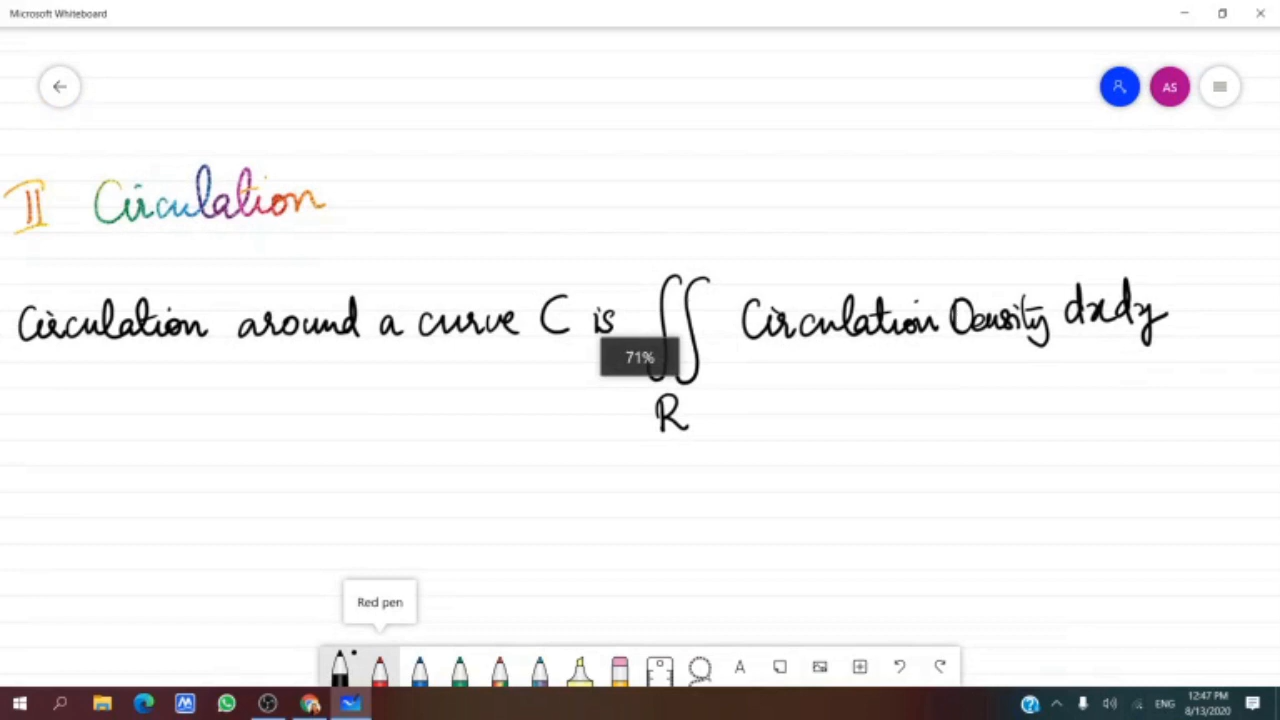 Microsoft Whiteboard
AS
II Circulation
Circulation around a curve C is ∬ Circulation Density dxdy
71%
R
Red pen
A
ENG
12:47 PM
8/13/2020